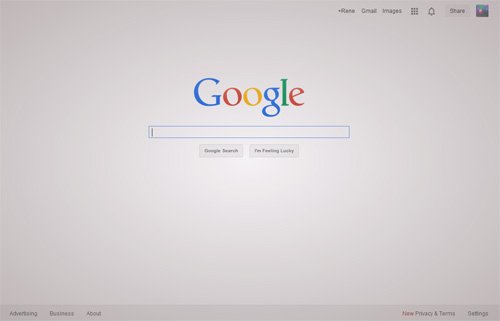 +Rene Gmail Images Share
Google
Google Search I'm Feeling Lucky
Advertising Business About New Privacy & Terms Settings